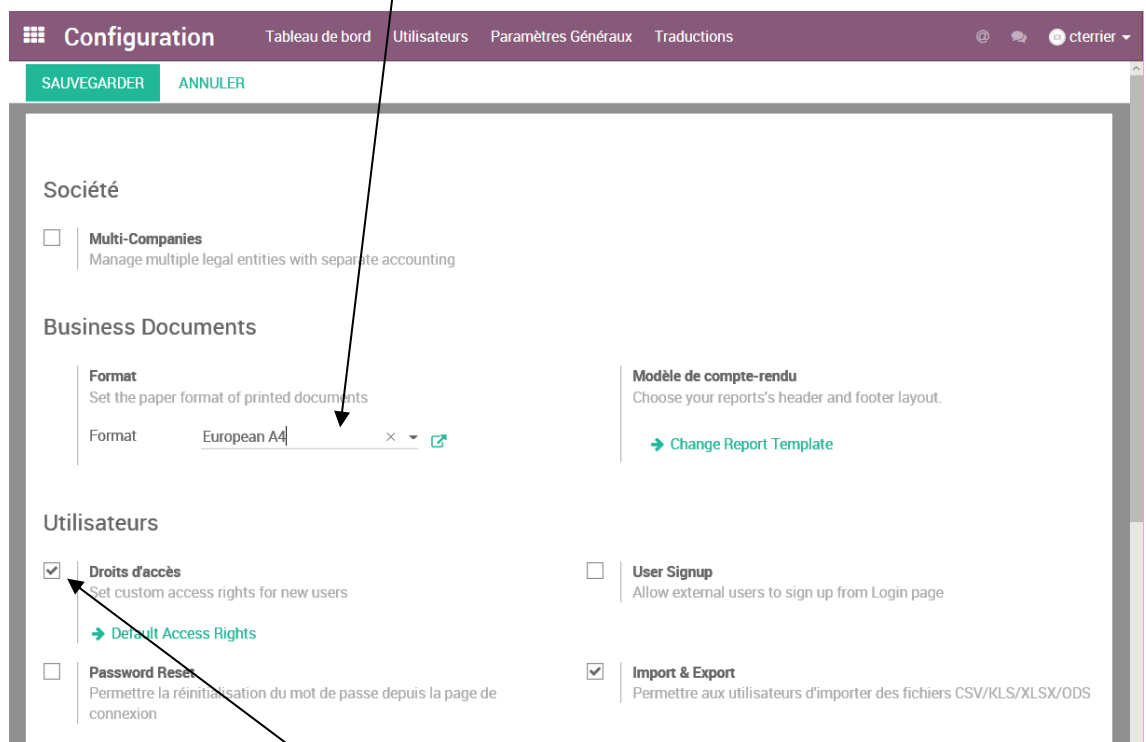 Configuration Tableau de bord Utilisateurs Paramètres Généraux Traductions @ cterrier
SAUVEGARDER ANNULER
Société
Multi-Companies
Manage multiple legal entities with separate accounting
Business Documents
Format
Set the paper format of printed documents
Format European A4
Modèle de compte-rendu
Choose your reports's header and footer layout.
Change Report Template
Utilisateurs
Droits d'accès
Set custom access rights for new users
Default Access Rights
User Signup
Allow external users to sign up from Login page
Password Reset
Permettre la réinitialisation du mot de passe depuis la page de
connexion
Import & Export
Permettre aux utilisateurs d'importer des fichiers CSV/KLS/XLSX/ODS